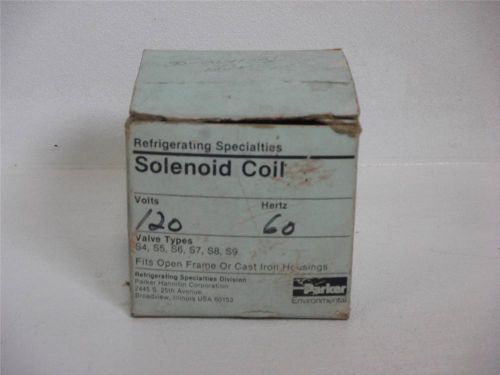 Refrigerating Specialties
Solenoid Coil
Volts Hertz
120 60
Valve Types
S4, S5, S6, S7, S8, S9
Fits Open Frame Or Cast Iron Housings
Refrigerating Specialties Division
Parker Hannifin Corporation
2445 S. 25th Avenue
Broadview, Illinois USA 60153
Parker
Environmental